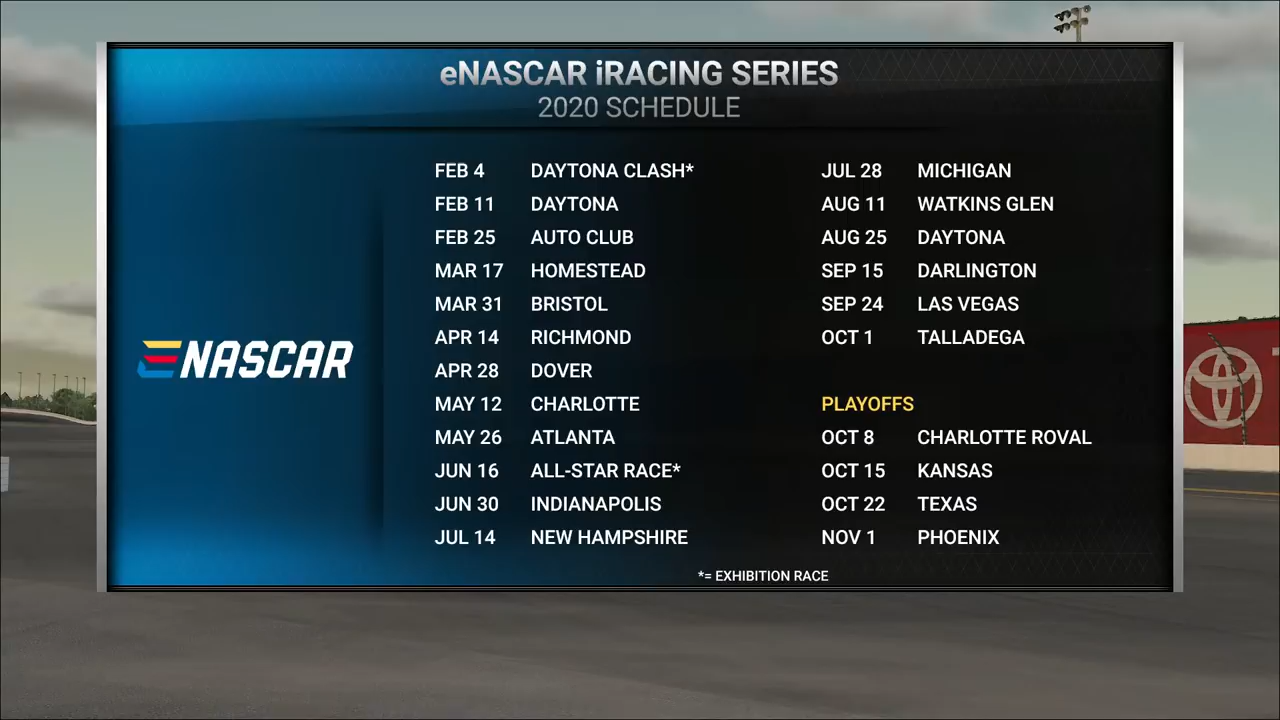 eNASCAR iRACING SERIES
2020 SCHEDULE
FEB 4 DAYTONA CLASH*
FEB 11 DAYTONA
FEB 25 AUTO CLUB
MAR 17 HOMESTEAD
MAR 31 BRISTOL
APR 14 RICHMOND
APR 28 DOVER
MAY 12 CHARLOTTE
MAY 26 ATLANTA
JUN 16 ALL-STAR RACE*
JUN 30 INDIANAPOLIS
JUL 14 NEW HAMPSHIRE
JUL 28 MICHIGAN
AUG 11 WATKINS GLEN
AUG 25 DAYTONA
SEP 15 DARLINGTON
SEP 24 LAS VEGAS
OCT 1 TALLADEGA
PLAYOFFS
OCT 8 CHARLOTTE ROVAL
OCT 15 KANSAS
OCT 22 TEXAS
NOV 1 PHOENIX
*= EXHIBITION RACE
ENASCAR